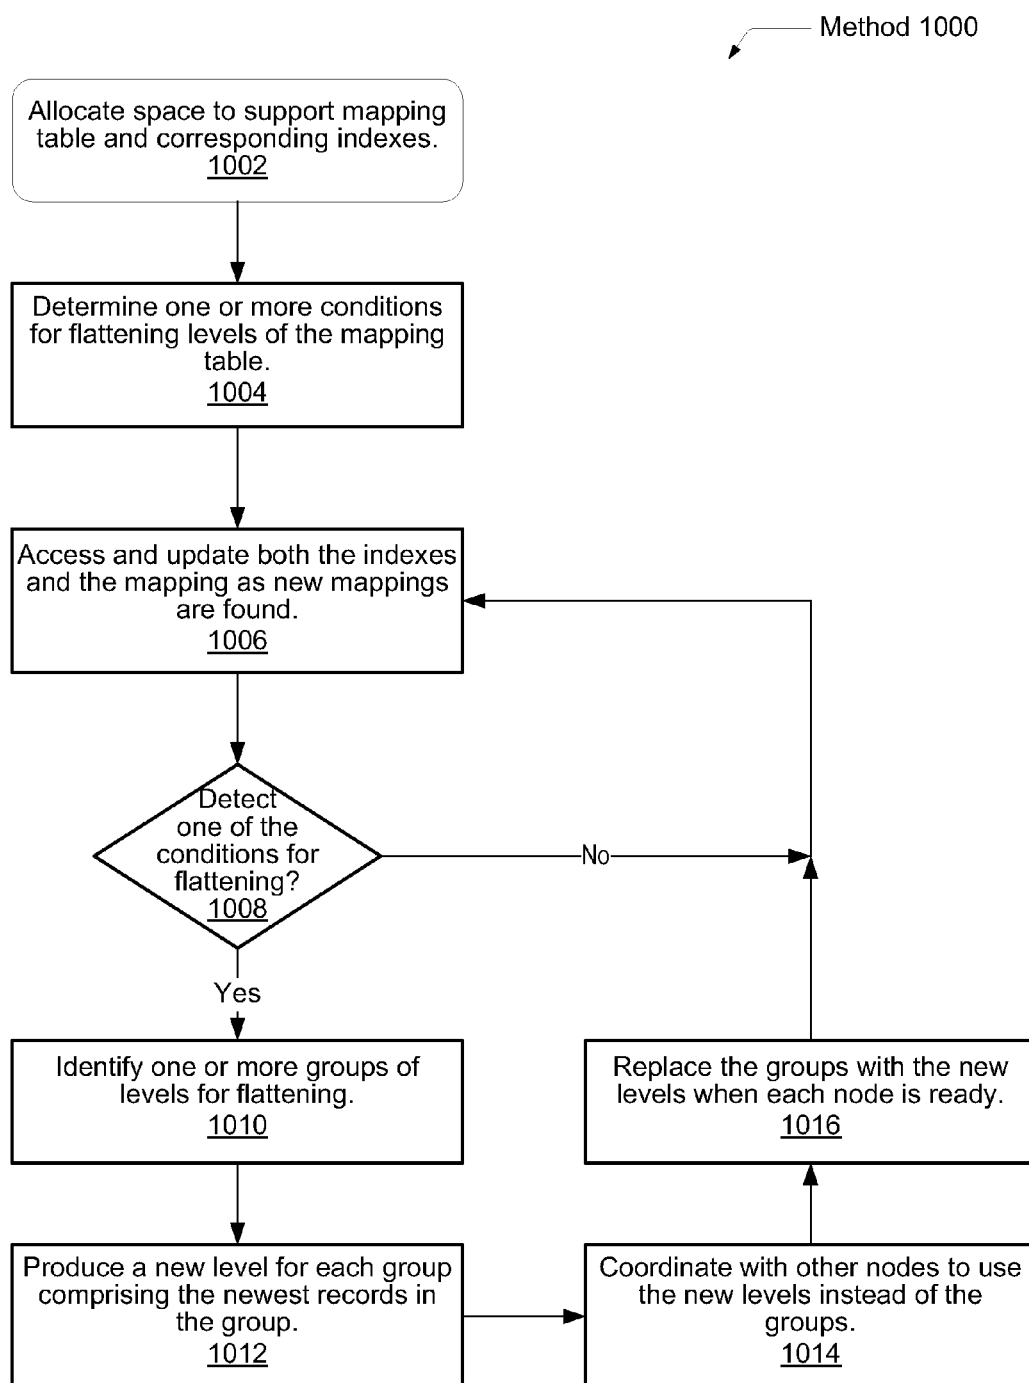 Method 1000
Allocate space to support mapping
table and corresponding indexes.
1002
Determine one or more conditions
for flattening levels of the mapping
table.
1004
Access and update both the indexes
and the mapping as new mappings
are found.
1006
Detect
one of the
conditions for
flattening?
1008
No
Yes
Identify one or more groups of
levels for flattening.
1010
Replace the groups with the new
levels when each node is ready.
1016
Produce a new level for each group
comprising the newest records in
the group.
1012
Coordinate with other nodes to use
the new levels instead of the
groups.
1014